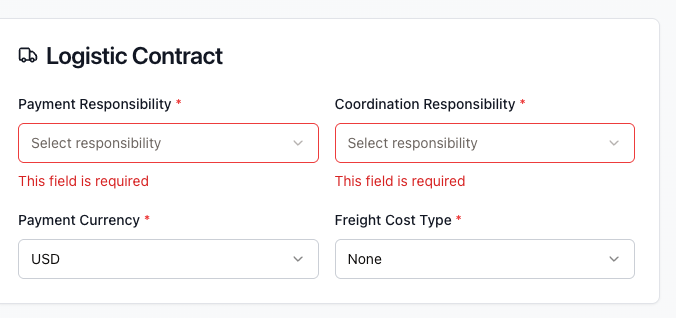 Logistic Contract
Payment Responsibility *
Coordination Responsibility *
Select responsibility
Select responsibility
This field is required
This field is required
Payment Currency *
Freight Cost Type *
USD
None